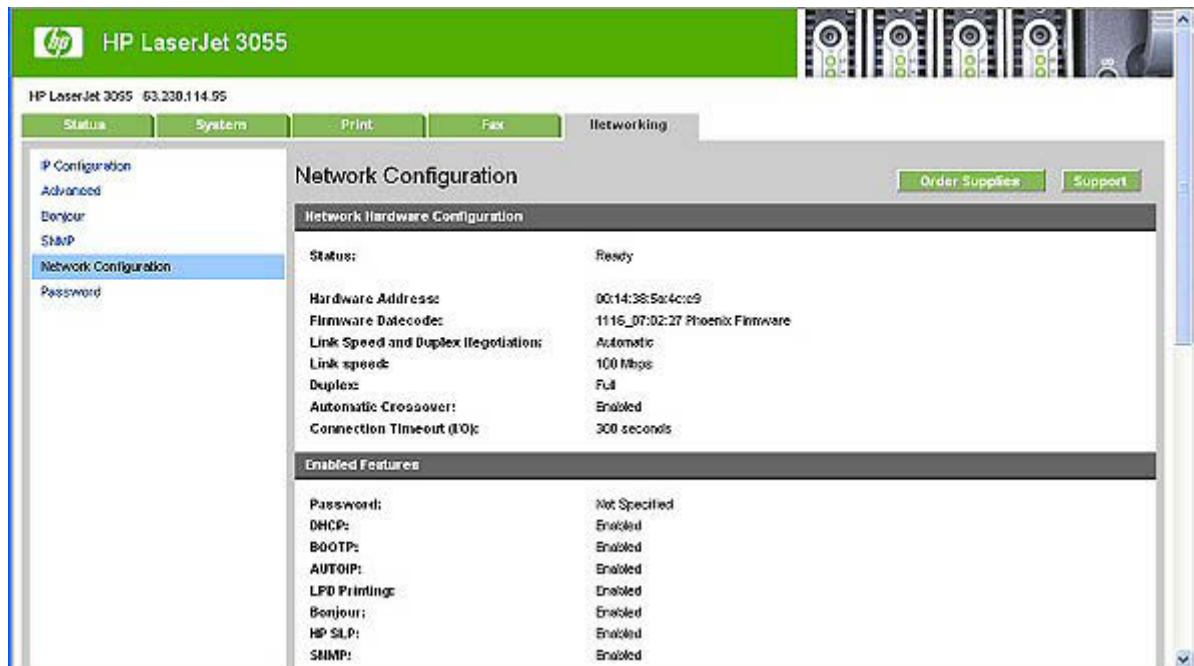 hp HP LaserJet 3055
HP LaserJet 3055 63.230.114.55
Status System Print Fax Networking
IP Configuration
Advanced
Bonjour
SNMP
Network Configuration
Password
Network Configuration
Order Supplies Support
Network Hardware Configuration
Status: Ready
Hardware Address: 00:14:38:5a:4c:e9
Firmware Datecode: 1116_07:02:27 Phoenix Firmware
Link Speed and Duplex Negotiation: Automatic
Link speed: 100 Mbps
Duplex: Full
Automatic Crossover: Enabled
Connection Timeout (I/O): 300 seconds
Enabled Features
Password: Not Specified
DHCP: Enabled
BOOTP: Enabled
AUTOIP: Enabled
LPD Printing: Enabled
Bonjour: Enabled
HP SLP: Enabled
SNMP: Enabled